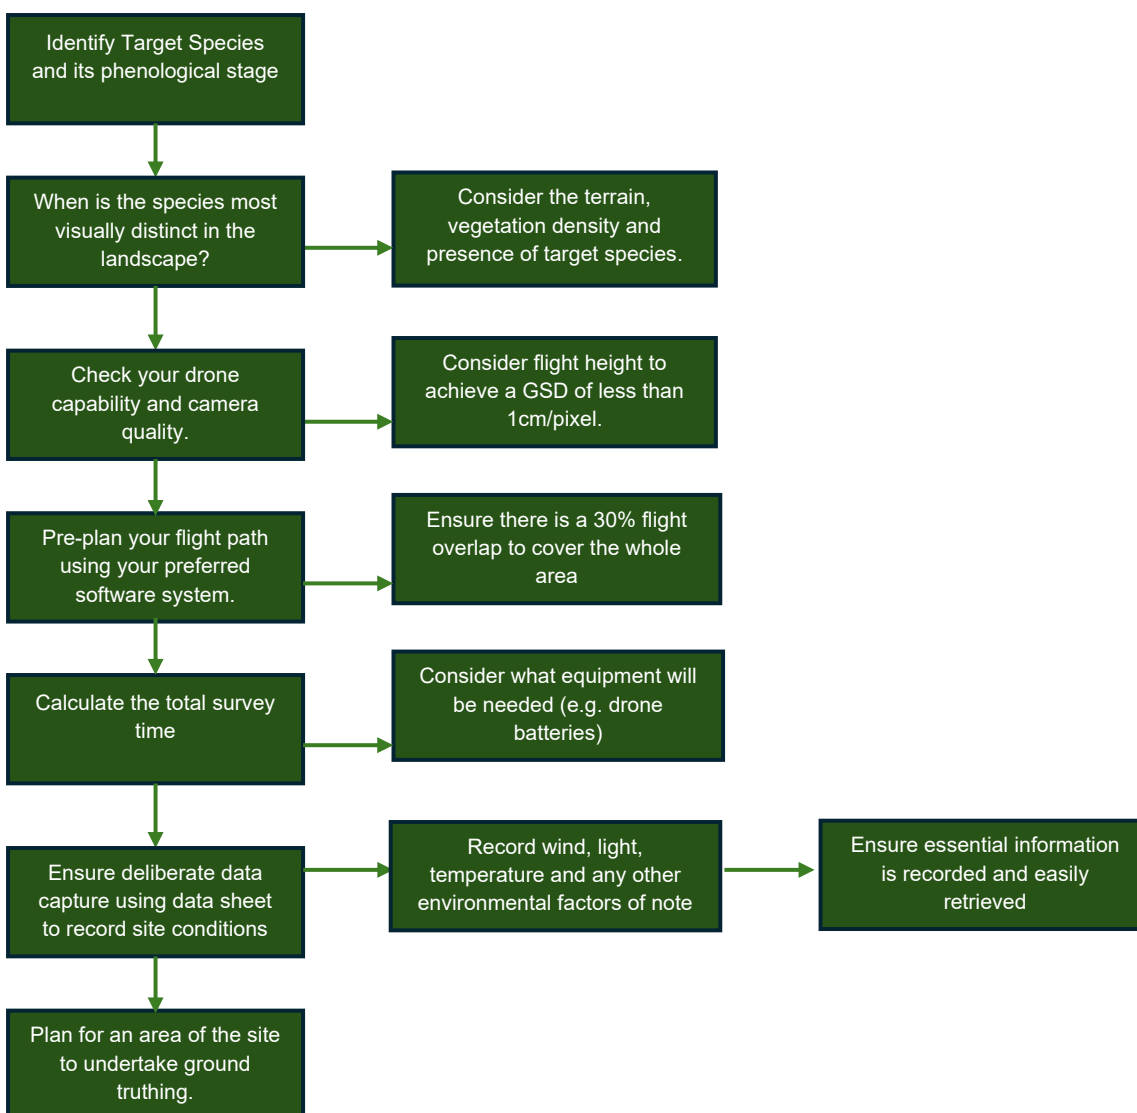 Identify Target Species
and its phenological stage
When is the species most
visually distinct in the
landscape?
Consider the terrain,
vegetation density and
presence of target species.
Check your drone
capability and camera
quality.
Consider flight height to
achieve a GSD of less than
1cm/pixel.
Pre-plan your flight path
using your preferred
software system.
Ensure there is a 30% flight
overlap to cover the whole
area
Calculate the total survey
time
Consider what equipment will
be needed (e.g. drone
batteries)
Ensure deliberate data
capture using data sheet
to record site conditions
Record wind, light,
temperature and any other
environmental factors of note
Ensure essential information
is recorded and easily
retrieved
Plan for an area of the site
to undertake ground
truthing.